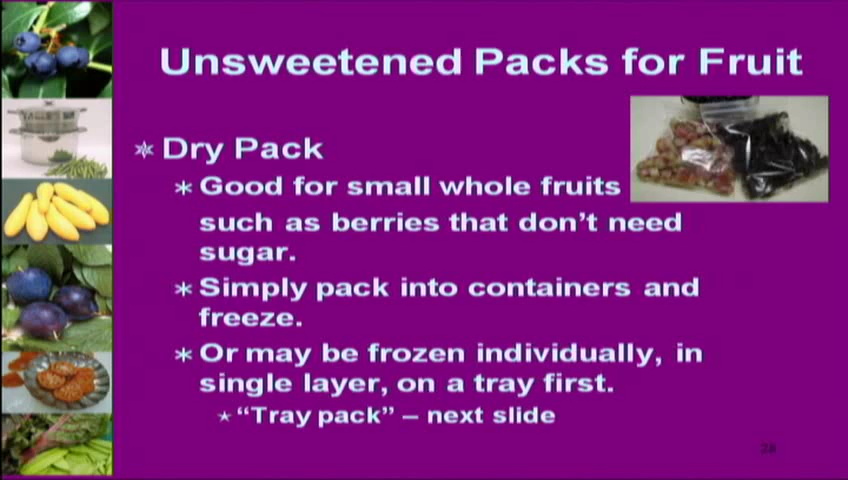 Unsweetened Packs for Fruit
Dry Pack
Good for small whole fruits
such as berries that don't need
sugar.
Simply pack into containers and
freeze.
Or may be frozen individually, in
single layer, on a tray first.
"Tray pack" – next slide
28